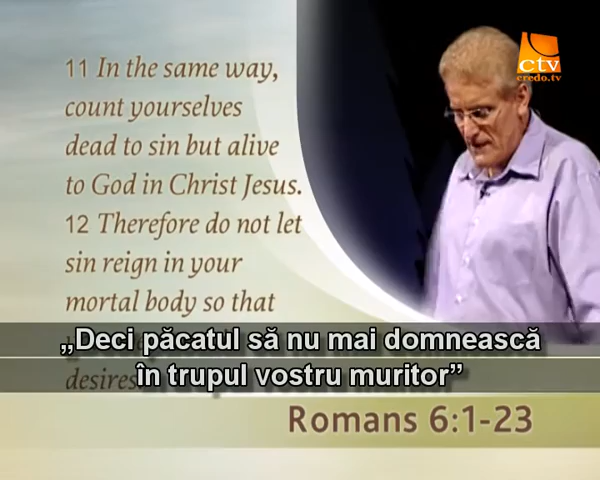 11 In the same way,
count yourselves
dead to sin but alive
to God in Christ Jesus.
12 Therefore do not let
sin reign in your
mortal body so that
desires
„Deci păcatul să nu mai domnească
în trupul vostru muritor”
Romans 6:1-23
ctv
credo.tv